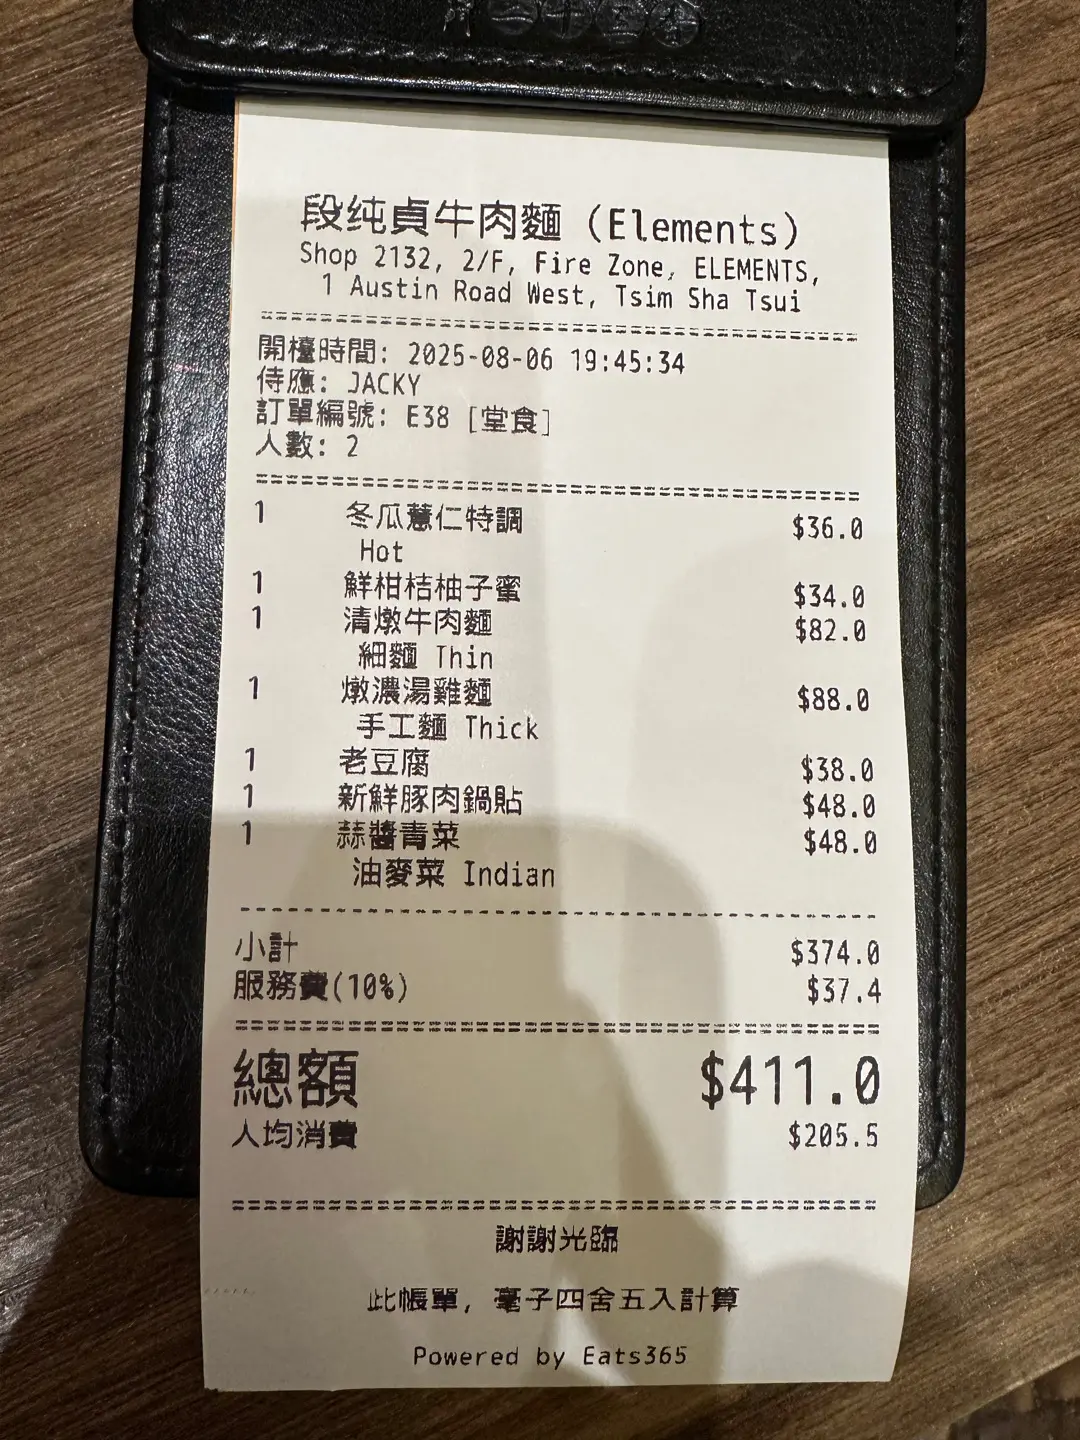 段纯貞牛肉麵 (Elements)
Shop 2132, 2/F, Fire Zone, ELEMENTS,
1 Austin Road West, Tsim Sha Tsui
開檯時間: 2025-08-06 19:45:34
侍應: JACKY
訂單編號: E38 [堂食]
人數: 2
1 冬瓜薏仁特調 $36.0
Hot
1 鮮柑桔柚子蜜 $34.0
1 清燉牛肉麵 $82.0
細麵 Thin
1 燉濃湯雞麵 $88.0
手工麵 Thick
1 老豆腐 $38.0
1 新鮮豚肉鍋貼 $48.0
1 蒜醬青菜 $48.0
油麥菜 Indian
小計 $374.0
服務費(10%) $37.4
總額 $411.0
人均消費 $205.5
謝謝光臨
此帳單, 毫子四舍五入計算
Powered by Eats365